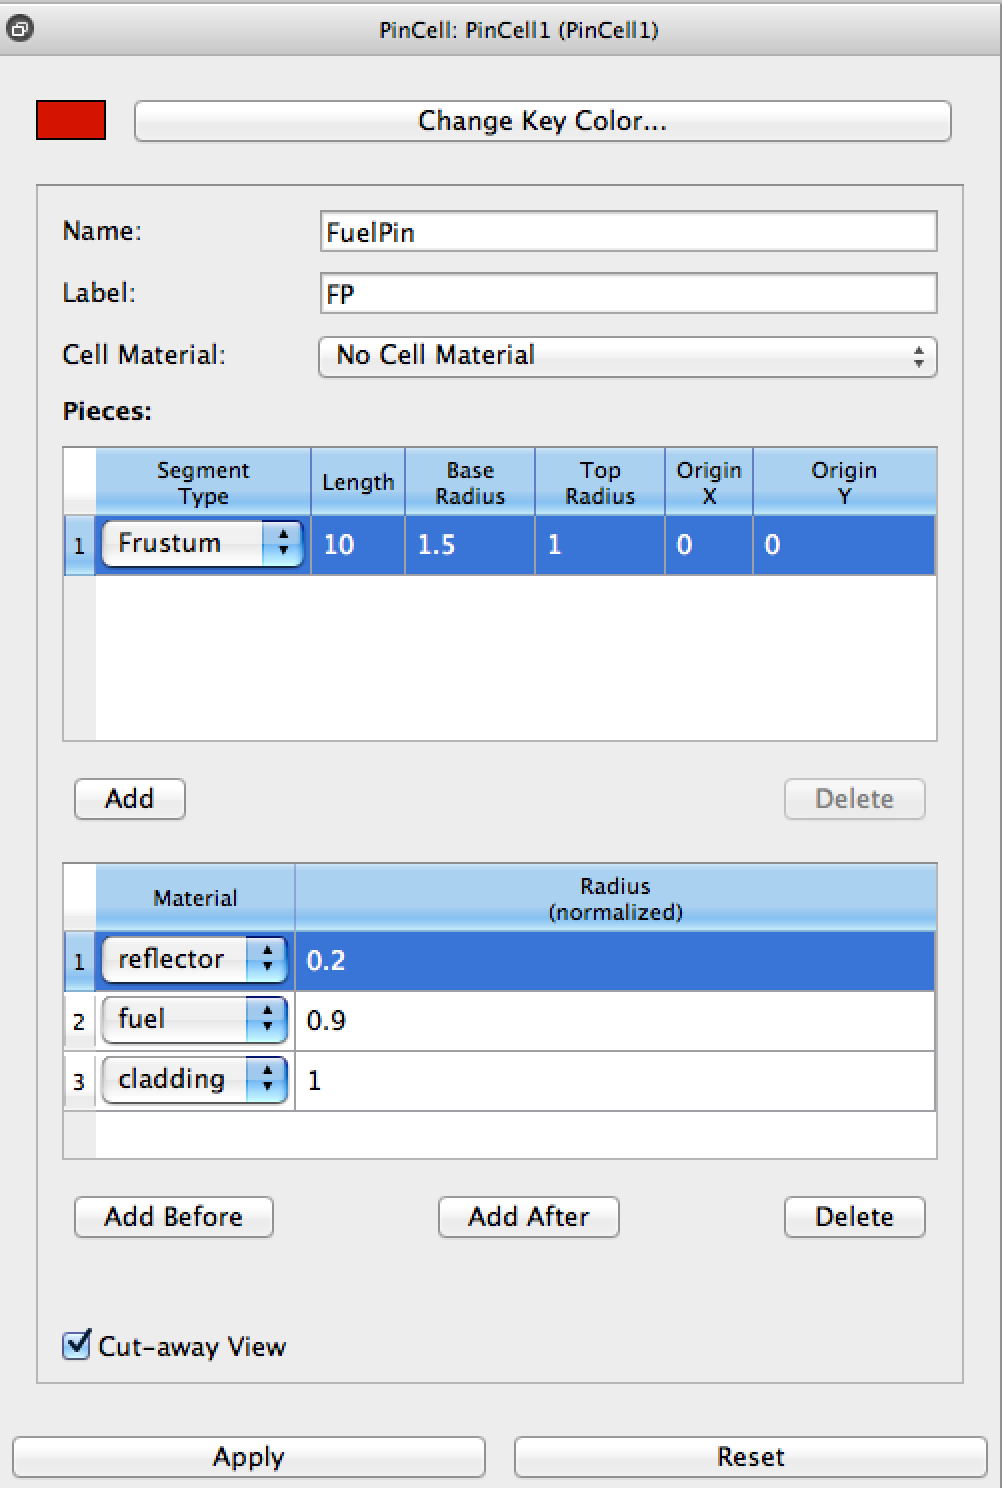 PinCell: PinCell1 (PinCell1)
Change Key Color...
Name: FuelPin
Label: FP
Cell Material: No Cell Material
Pieces:
Segment Type Length Base Radius Top Radius Origin X Origin Y
1 Frustum 10 1.5 1 0 0
Add Delete
Material Radius (normalized)
1 reflector 0.2
2 fuel 0.9
3 cladding 1
Add Before Add After Delete
Cut-away View
Apply Reset